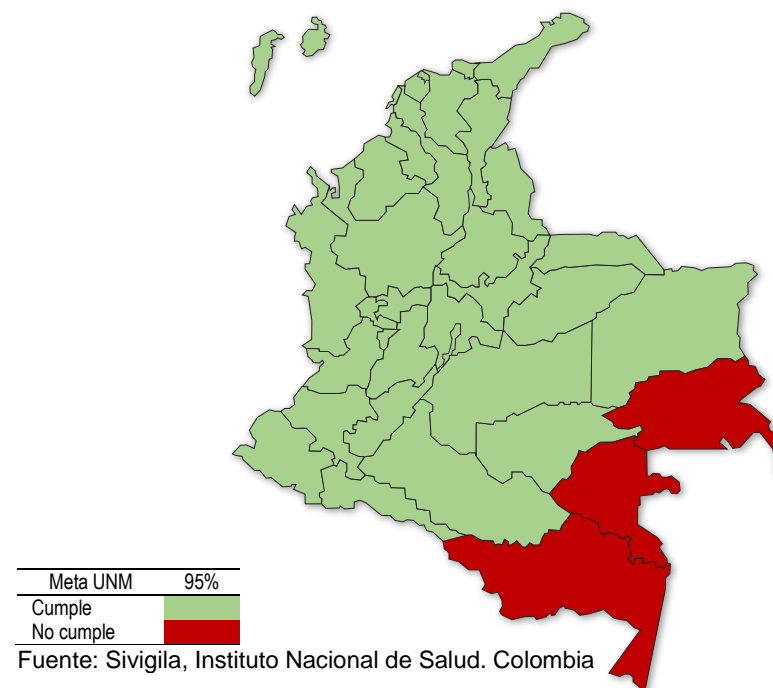 Meta UNM 95%
Cumple
No cumple
Fuente: Sivigila, Instituto Nacional de Salud. Colombia